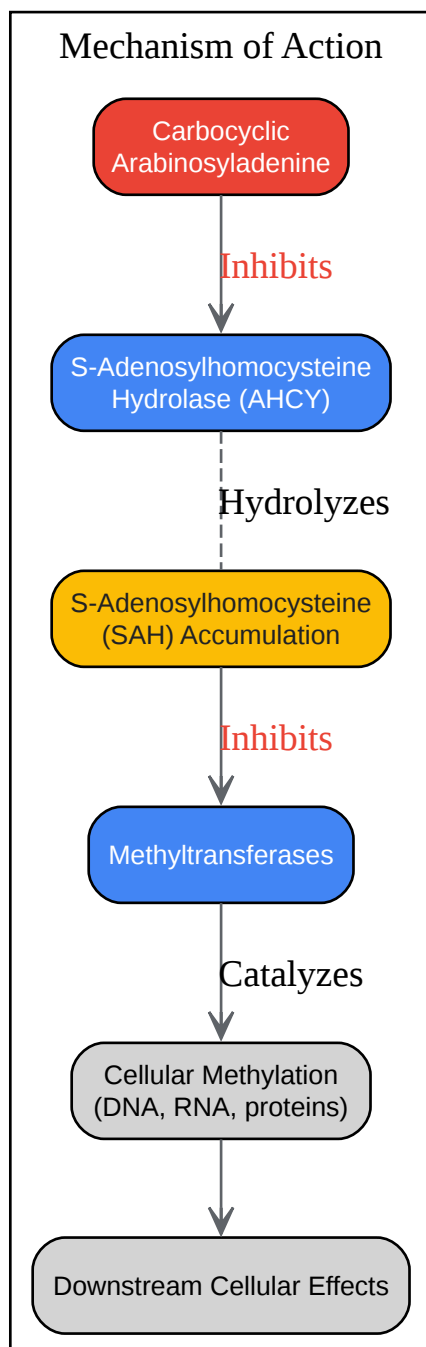 Mechanism of Action
Carbocyclic
Arabinosyladenine
Inhibits
S-Adenosylhomocysteine
Hydrolase (AHCY)
Hydrolyzes
S-Adenosylhomocysteine
(SAH) Accumulation
Inhibits
Methyltransferases
Catalyzes
Cellular Methylation
(DNA, RNA, proteins)
Downstream Cellular Effects